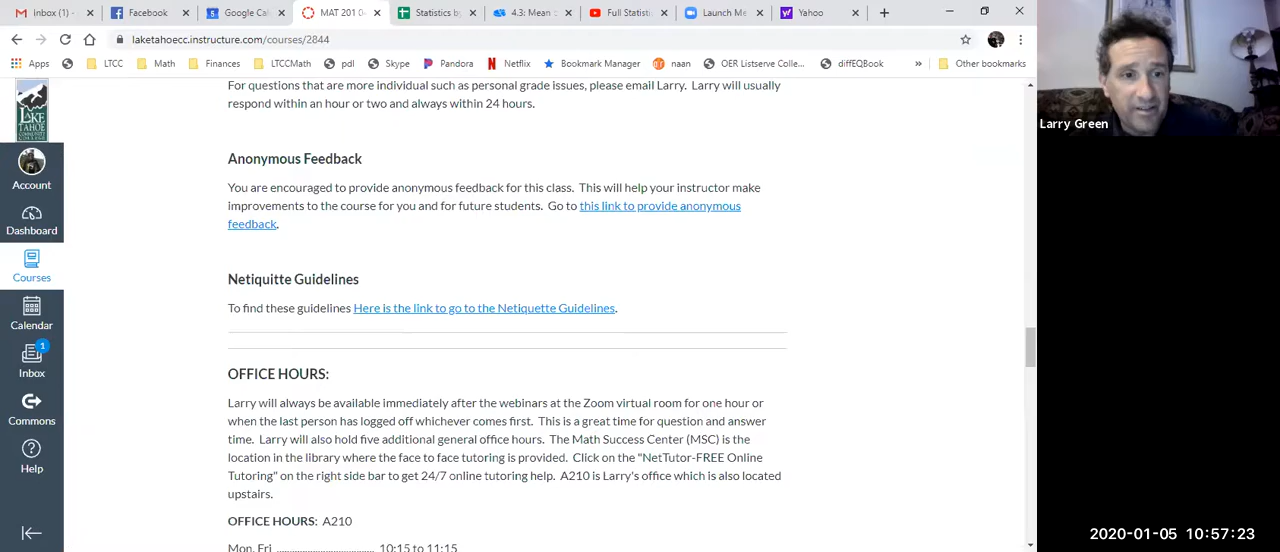 Inbox (1) -
Facebook
Google Cal
MAT 201 04
Statistics by
4.3: Mean
Full Statisti
Launch Me
Yahoo
laketahoecc.instructure.com/courses/2844
Apps
LTCC
Math
Finances
LTCCMath
pdl
Skype
Pandora
Netflix
Bookmark Manager
naan
OER Listserve Colle...
diffEQBook
»
Other bookmarks
LAKE
TAHOE
COMMUNITY
COLLEGE
Account
Dashboard
Courses
Calendar
1
Inbox
Commons
Help
For questions that are more individual such as personal grade issues, please email Larry. Larry will usually
respond within an hour or two and always within 24 hours.
Anonymous Feedback
You are encouraged to provide anonymous feedback for this class. This will help your instructor make
improvements to the course for you and for future students. Go to this link to provide anonymous
feedback.
Netiquitte Guidelines
To find these guidelines Here is the link to go to the Netiquette Guidelines.
OFFICE HOURS:
Larry will always be available immediately after the webinars at the Zoom virtual room for one hour or
when the last person has logged off whichever comes first. This is a great time for question and answer
time. Larry will also hold five additional general office hours. The Math Success Center (MSC) is the
location in the library where the face to face tutoring is provided. Click on the "NetTutor-FREE Online
Tutoring" on the right side bar to get 24/7 online tutoring help. A210 is Larry's office which is also located
upstairs.
OFFICE HOURS: A210
Mon, Fri .............................. 10:15 to 11:15
Larry Green
2020-01-05 10:57:23